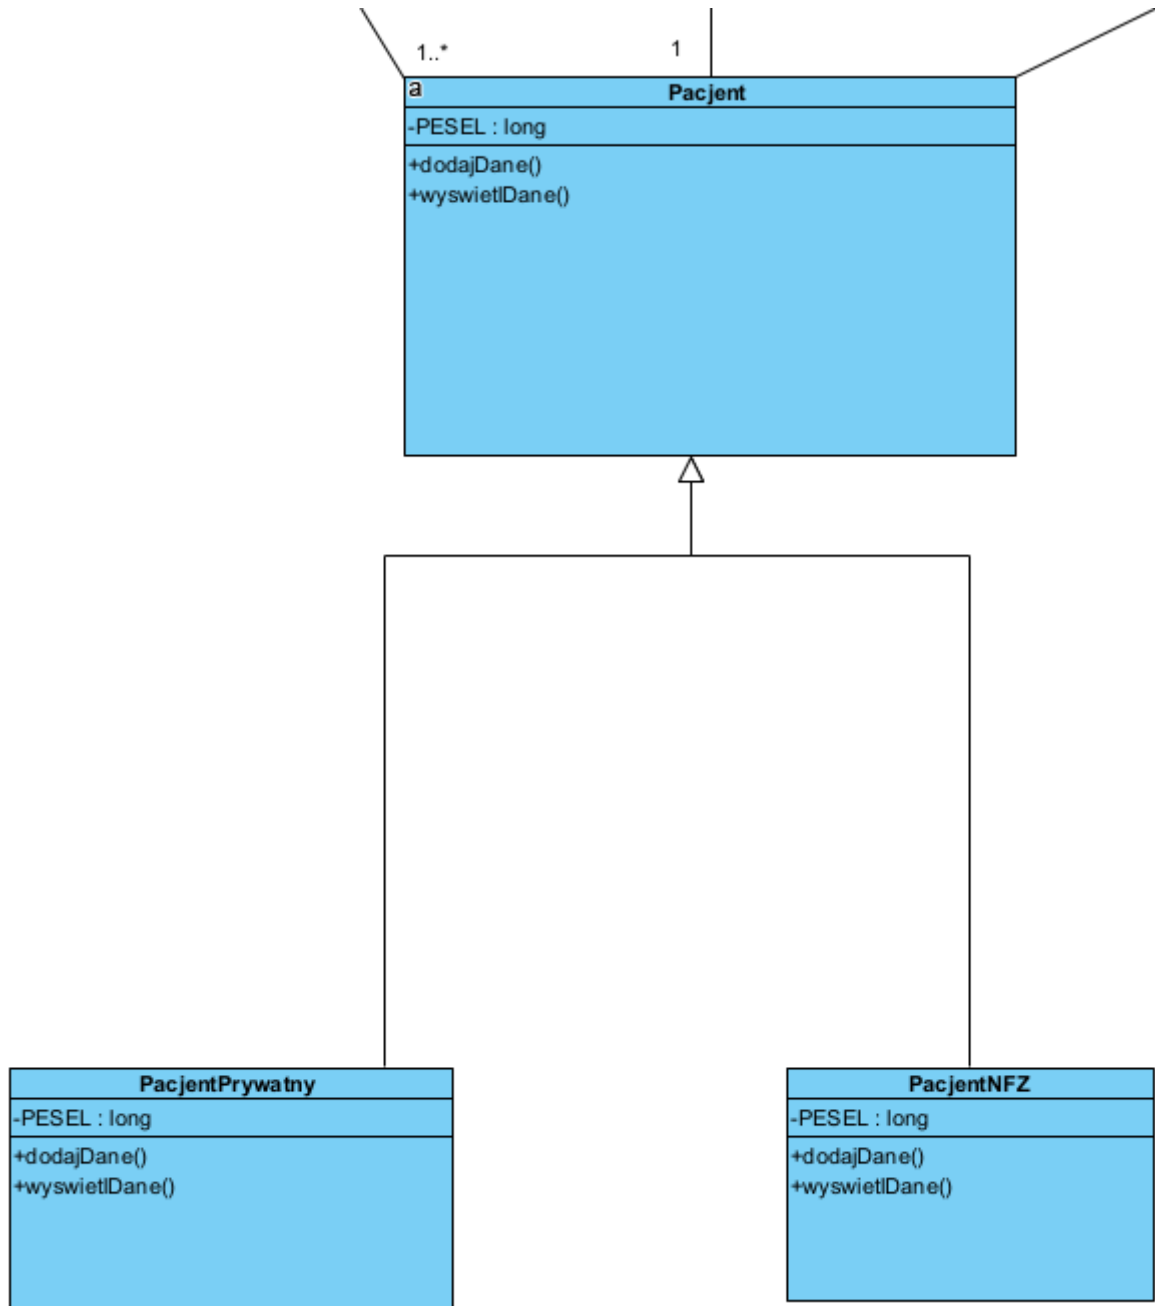 1..*
1
a
Pacjent
-PESEL : long
+dodajDane()
+wyswietlDane()
PacjentPrywatny
-PESEL : long
+dodajDane()
+wyswietlDane()
PacjentNFZ
-PESEL : long
+dodajDane()
+wyswietlDane()